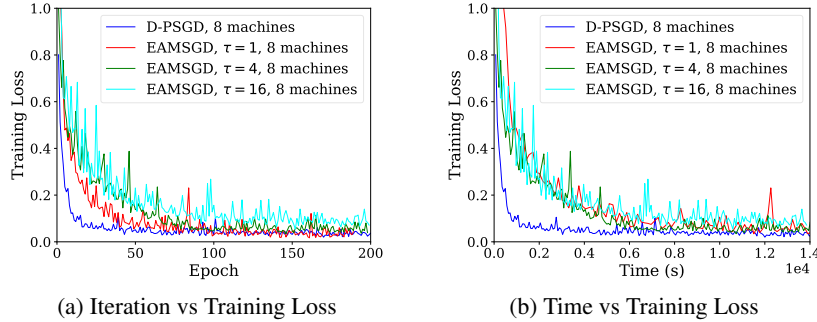 1.0
0.8
0.6
0.4
0.2
0.0
Training Loss
D-PSGD, 8 machines
EAMSGD, τ = 1, 8 machines
EAMSGD, τ = 4, 8 machines
EAMSGD, τ = 16, 8 machines
0 50 100 150 200
Epoch
(a) Iteration vs Training Loss
1.0
0.8
0.6
0.4
0.2
0.0
Training Loss
D-PSGD, 8 machines
EAMSGD, τ = 1, 8 machines
EAMSGD, τ = 4, 8 machines
EAMSGD, τ = 16, 8 machines
0.0 0.2 0.4 0.6 0.8 1.0 1.2 1.4
Time (s)
1e4
(b) Time vs Training Loss